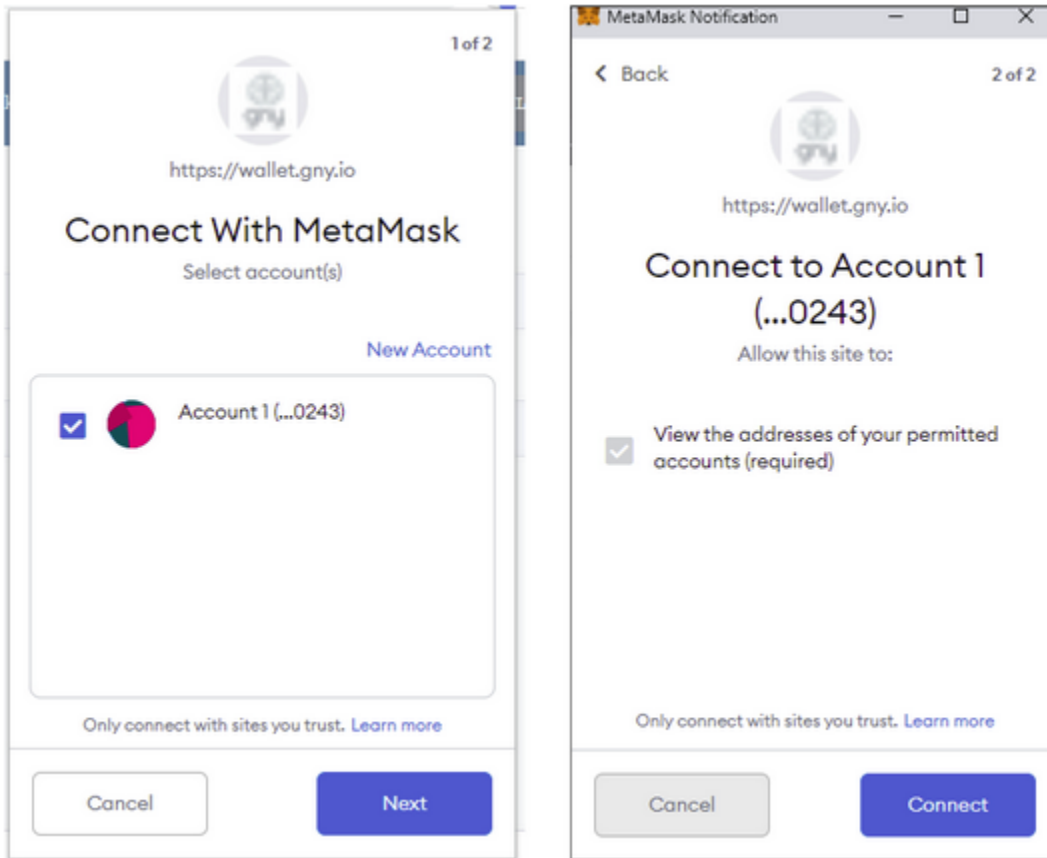 1 of 2
gny
https://wallet.gny.io
Connect With MetaMask
Select account(s)
New Account
Account 1 (...0243)
Only connect with sites you trust. Learn more
Cancel
Next
MetaMask Notification
Back
2 of 2
gny
https://wallet.gny.io
Connect to Account 1
(...0243)
Allow this site to:
View the addresses of your permitted
accounts (required)
Only connect with sites you trust. Learn more
Cancel
Connect